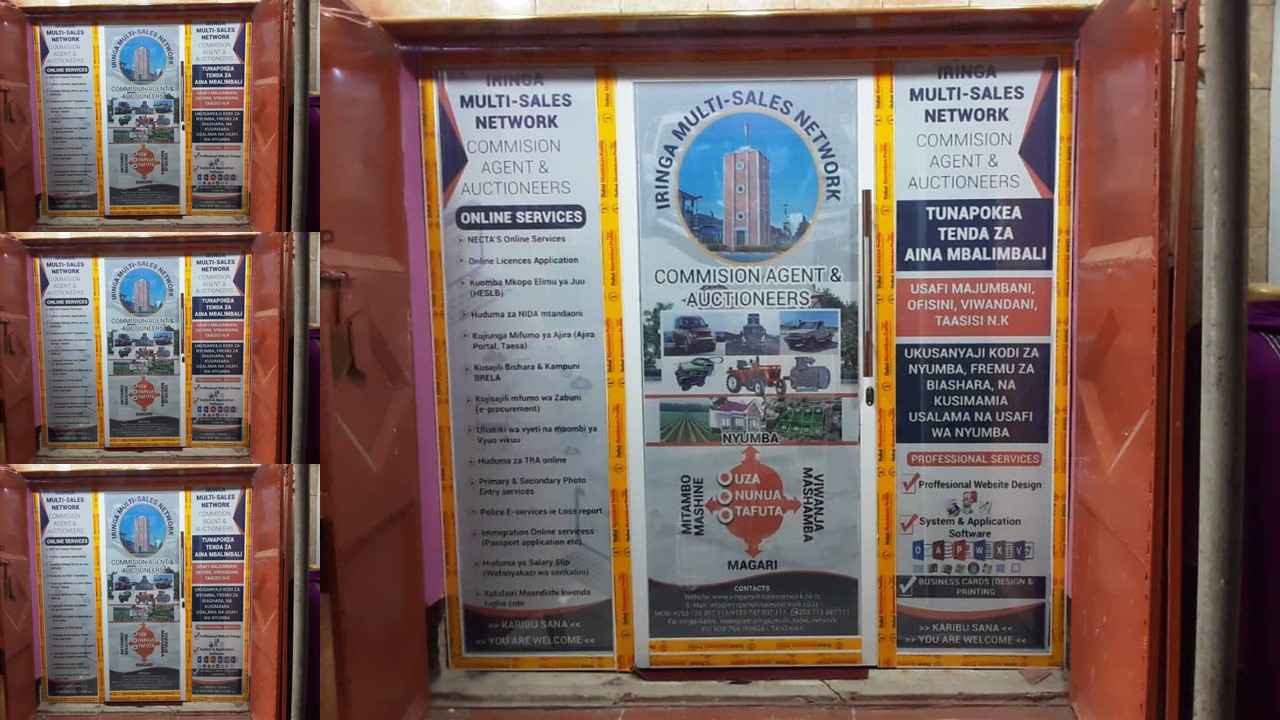 IRINGA
MULTI-SALES
NETWORK
COMMISION
AGENT &
AUCTIONEERS
ONLINE SERVICES
NECTA'S Online Services
Online Licences Application
Kuomba Mkopo Elimu ya Juu
(HESLB)
Huduma za NIDA mtandaoni
Kujiunga Mifumo ya Ajira (Ajira
Portal, Taesa)
Kusajili Bishara & Kampuni
BRELA
Kujisajili mfumo wa Zabuni
(e-procurement)
Uhakiki wa vyeti na maombi ya
Vyuo vikuu
Huduma za TRA online
Primary & Secondary Photo
Entry services
Police E-services ie Loss report
Immigration Online services
(Passport application etc)
Huduma ya Salary Slip
(Wafanyakazi wa serikali)
>> KARIBU SANA <<
>> YOU ARE WELCOME <<
IRINGA MULTI-SALES NETWORK
COMMISION AGENT &
AUCTIONEERS
NYUMBA
MITAMBO
MASHINE
UZA
NUNUA
TAFUTA
VIWANJA
MASHAMBA
MAGARI
CONTACTS
IRINGA
MULTI-SALES
NETWORK
COMMISION
AGENT &
AUCTIONEERS
TUNAPOKEA
TENDA ZA
AINA MBALIMBALI
USAFI MAJUMBANI,
OFISINI, VIWANDANI,
TAASISI N.K
UKUSANYAJI KODI ZA
NYUMBA, FREMU ZA
BIASHARA, NA
KUSIMAMIA
USALAMA NA USAFI
WA NYUMBA
PROFESSIONAL SERVICES
Proffesional Website Design
System & Application
Software
BUSINESS CARDS (DESIGN &
PRINTING
>> KARIBU SANA <<
>> YOU ARE WELCOME <<